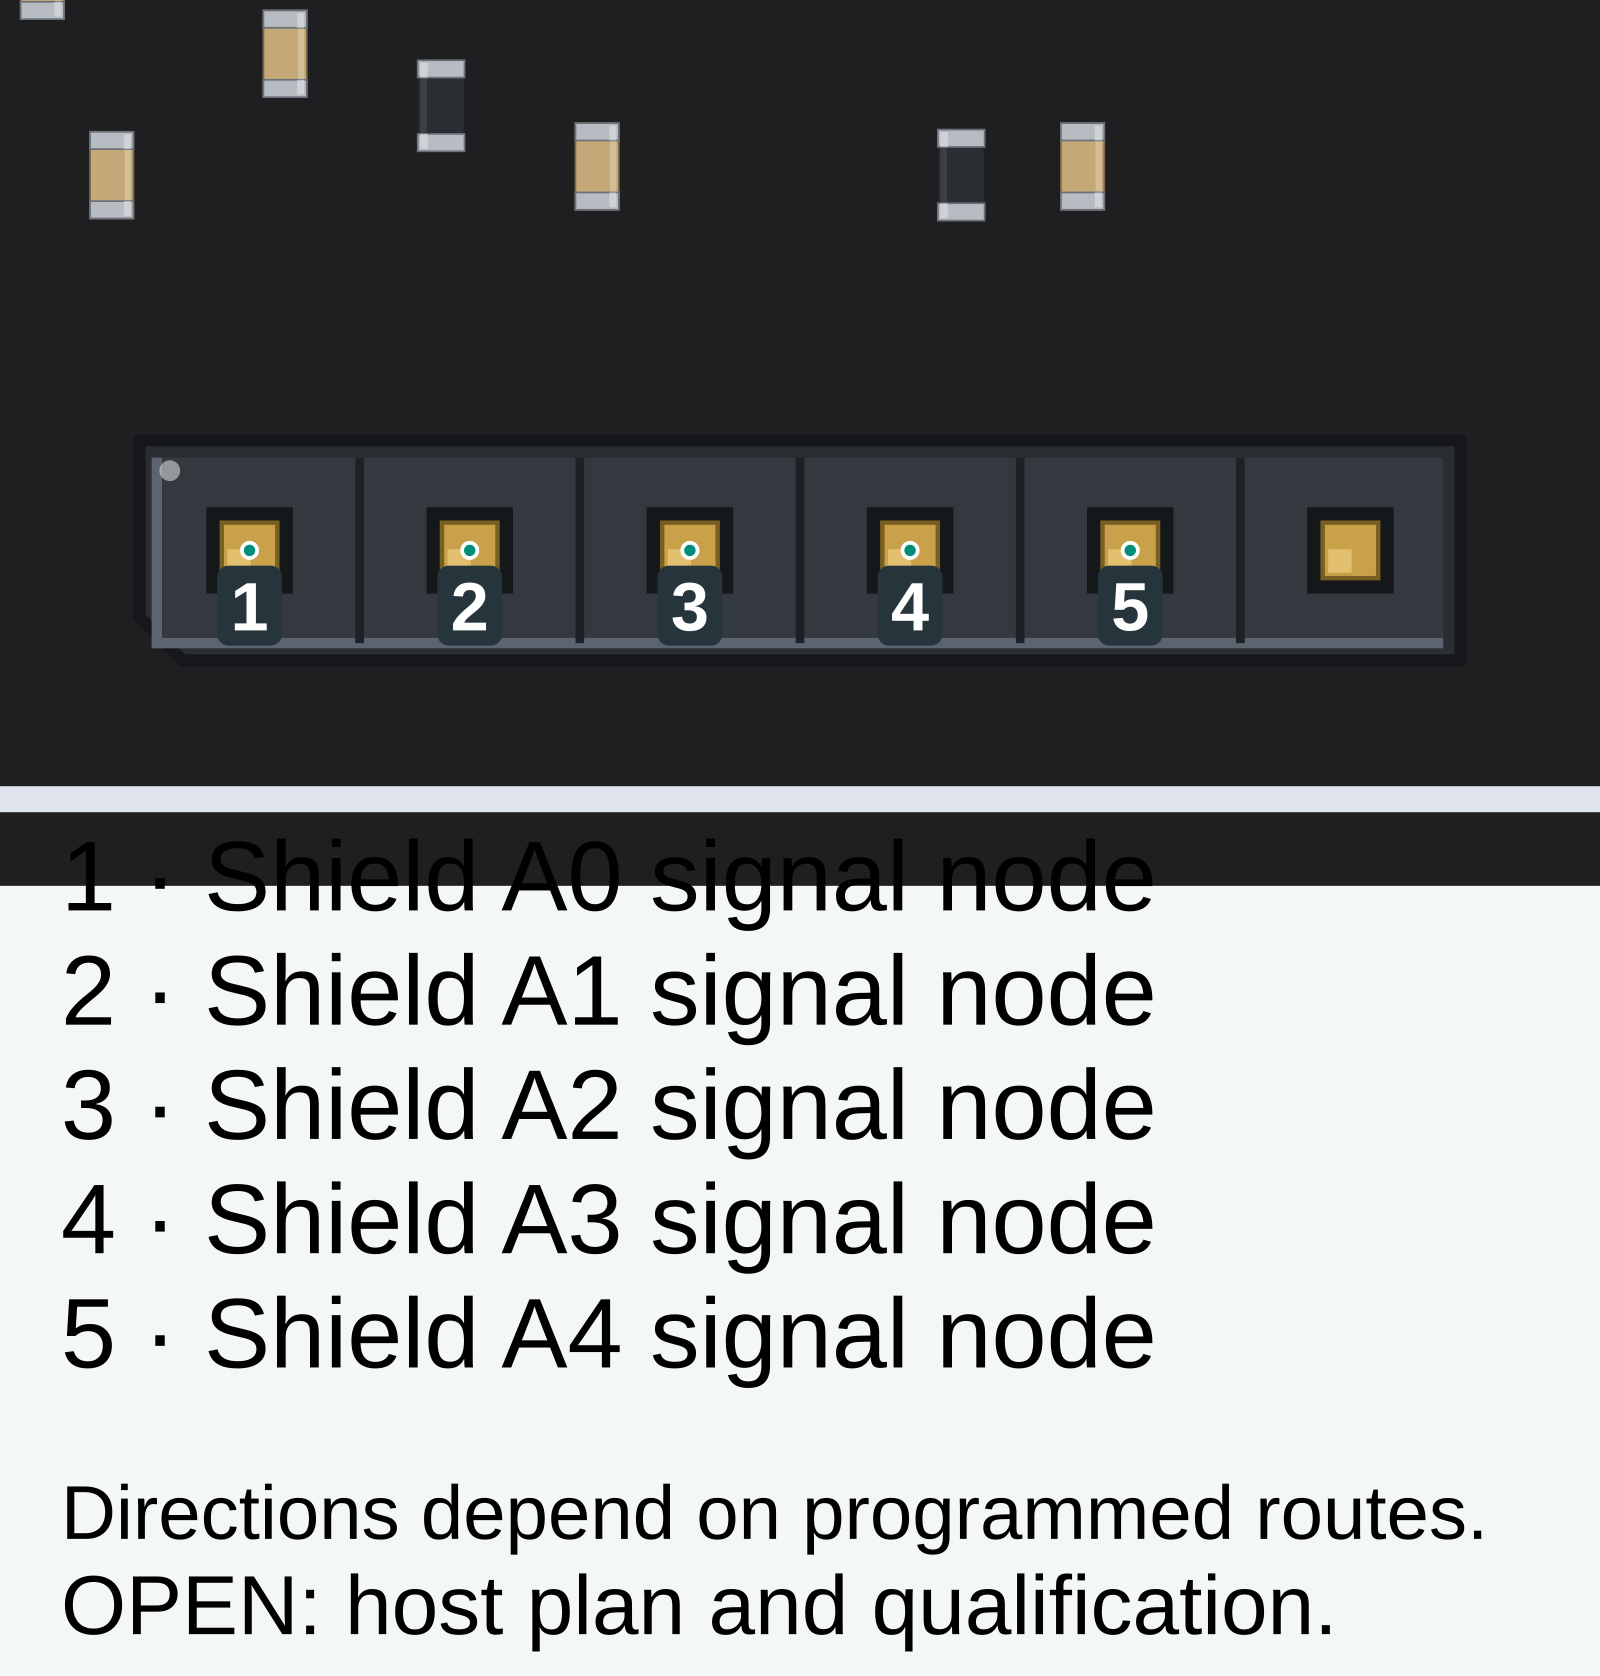 1 2 3 4 5
1 · Shield A0 signal node
2 · Shield A1 signal node
3 · Shield A2 signal node
4 · Shield A3 signal node
5 · Shield A4 signal node
Directions depend on programmed routes.
OPEN: host plan and qualification.